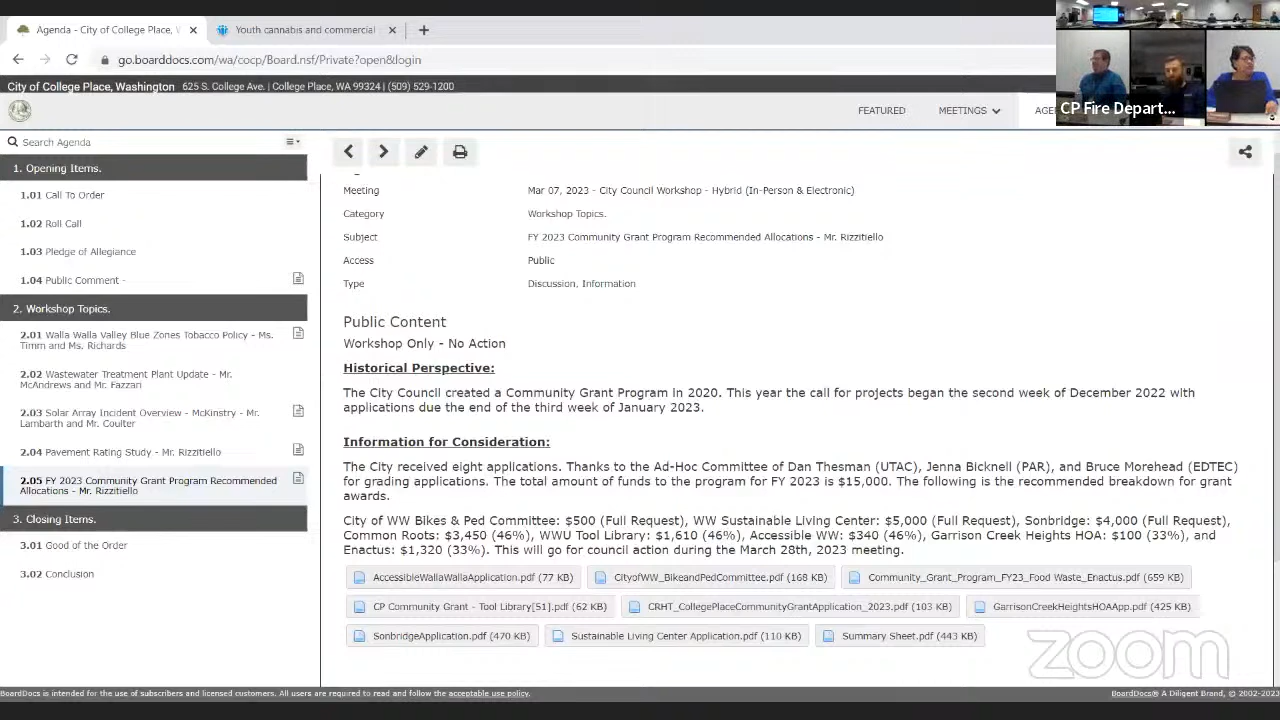 Agenda - City of College Place, W
Youth cannabis and commercial
go.boarddocs.com/wa/cocp/Board.nsf/Private?open&login
City of College Place, Washington 625 S. College Ave. | College Place, WA 99324 | (509) 529-1200
FEATURED MEETINGS AGE
CP Fire Depart...
Search Agenda
1. Opening Items.
1.01 Call To Order
1.02 Roll Call
1.03 Pledge of Allegiance
1.04 Public Comment -
2. Workshop Topics.
2.01 Walla Walla Valley Blue Zones Tobacco Policy - Ms.
Timm and Ms. Richards
2.02 Wastewater Treatment Plant Update - Mr.
McAndrews and Mr. Fazzari
2.03 Solar Array Incident Overview - McKinstry - Mr.
Lambarth and Mr. Coulter
2.04 Pavement Rating Study - Mr. Rizzitiello
2.05 FY 2023 Community Grant Program Recommended
Allocations - Mr. Rizzitiello
3. Closing Items.
3.01 Good of the Order
3.02 Conclusion
Meeting Mar 07, 2023 - City Council Workshop - Hybrid (In-Person & Electronic)
Category Workshop Topics.
Subject FY 2023 Community Grant Program Recommended Allocations - Mr. Rizzitiello
Access Public
Type Discussion, Information
Public Content
Workshop Only - No Action
Historical Perspective:
The City Council created a Community Grant Program in 2020. This year the call for projects began the second week of December 2022 with
applications due the end of the third week of January 2023.
Information for Consideration:
The City received eight applications. Thanks to the Ad-Hoc Committee of Dan Thesman (UTAC), Jenna Bicknell (PAR), and Bruce Morehead (EDTEC)
for grading applications. The total amount of funds to the program for FY 2023 is $15,000. The following is the recommended breakdown for grant
awards.
City of WW Bikes & Ped Committee: $500 (Full Request), WW Sustainable Living Center: $5,000 (Full Request), Sonbridge: $4,000 (Full Request),
Common Roots: $3,450 (46%), WWU Tool Library: $1,610 (46%), Accessible WW: $340 (46%), Garrison Creek Heights HOA: $100 (33%), and
Enactus: $1,320 (33%). This will go for council action during the March 28th, 2023 meeting.
AccessibleWallaWallaApplication.pdf (77 KB) CityofWW_BikeandPedCommittee.pdf (168 KB) Community_Grant_Program_FY23_Food Waste_Enactus.pdf (659 KB)
CP Community Grant - Tool Library[51].pdf (62 KB) CRHT_CollegePlaceCommunityGrantApplication_2023.pdf (103 KB) GarrisonCreekHeightsHOAApp.pdf (425 KB)
SonbridgeApplication.pdf (470 KB) Sustainable Living Center Application.pdf (110 KB) Summary Sheet.pdf (443 KB)
zoom
BoardDocs is intended for the use of subscribers and licensed customers. All users are required to read and follow the acceptable use policy.
BoardDocs® A Diligent Brand, © 2002-2023